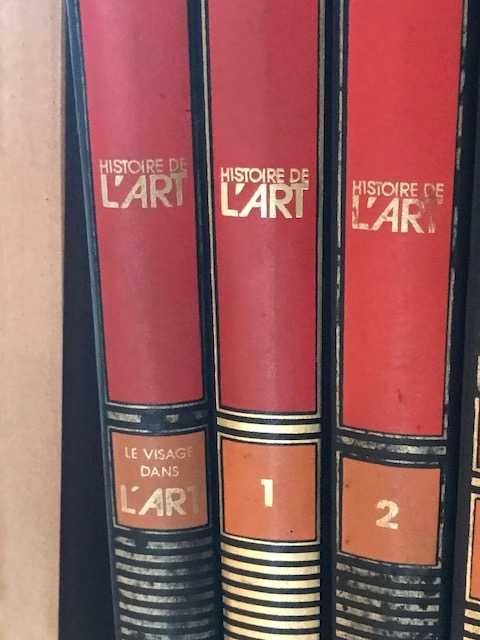 HISTOIRE DE
L'ART
LE VISAGE
DANS
L'ART
HISTOIRE DE
L'ART
1
HISTOIRE DE
L'ART
2